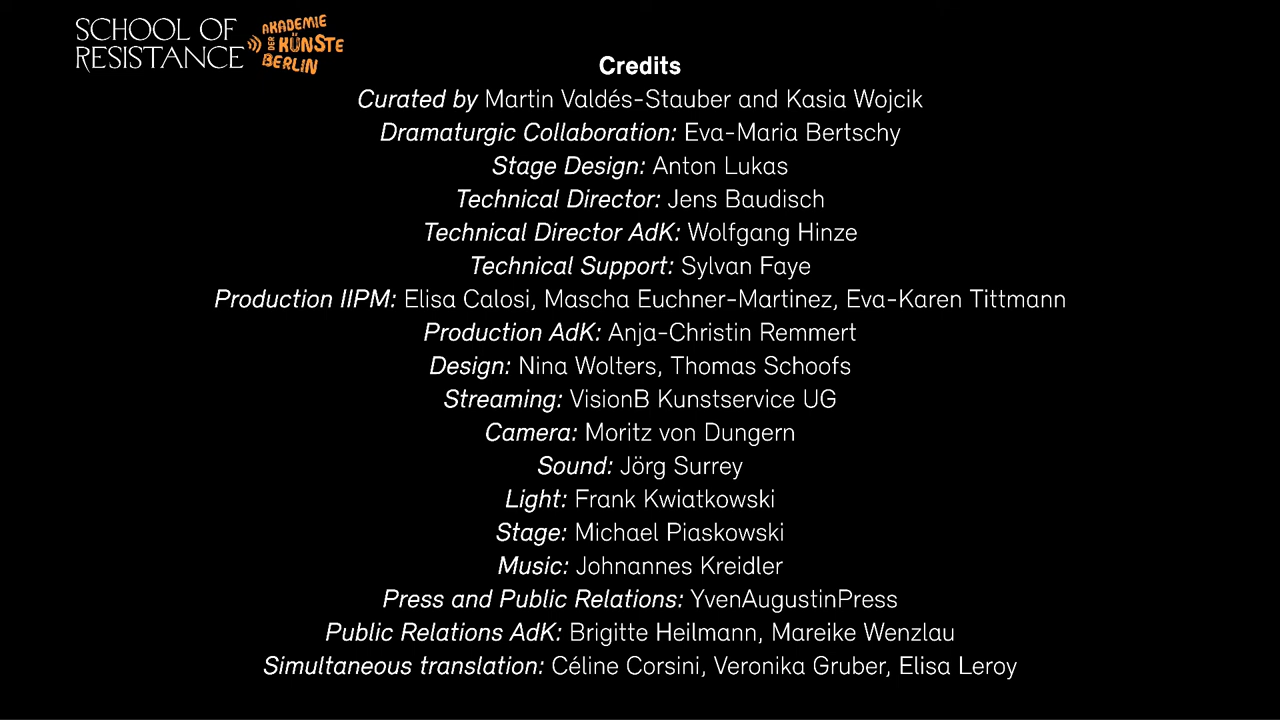 SCHOOL OF
RESISTANCE
AKADEMIE
DER KÜNSTE
BERLIN
Credits
Curated by Martin Valdés-Stauber and Kasia Wojcik
Dramaturgic Collaboration: Eva-Maria Bertschy
Stage Design: Anton Lukas
Technical Director: Jens Baudisch
Technical Director AdK: Wolfgang Hinze
Technical Support: Sylvan Faye
Production IIPM: Elisa Calosi, Mascha Euchner-Martinez, Eva-Karen Tittmann
Production AdK: Anja-Christin Remmert
Design: Nina Wolters, Thomas Schoofs
Streaming: VisionB Kunstservice UG
Camera: Moritz von Dungern
Sound: Jörg Surrey
Light: Frank Kwiatkowski
Stage: Michael Piaskowski
Music: Johnannes Kreidler
Press and Public Relations: YvenAugustinPress
Public Relations AdK: Brigitte Heilmann, Mareike Wenzlau
Simultaneous translation: Céline Corsini, Veronika Gruber, Elisa Leroy